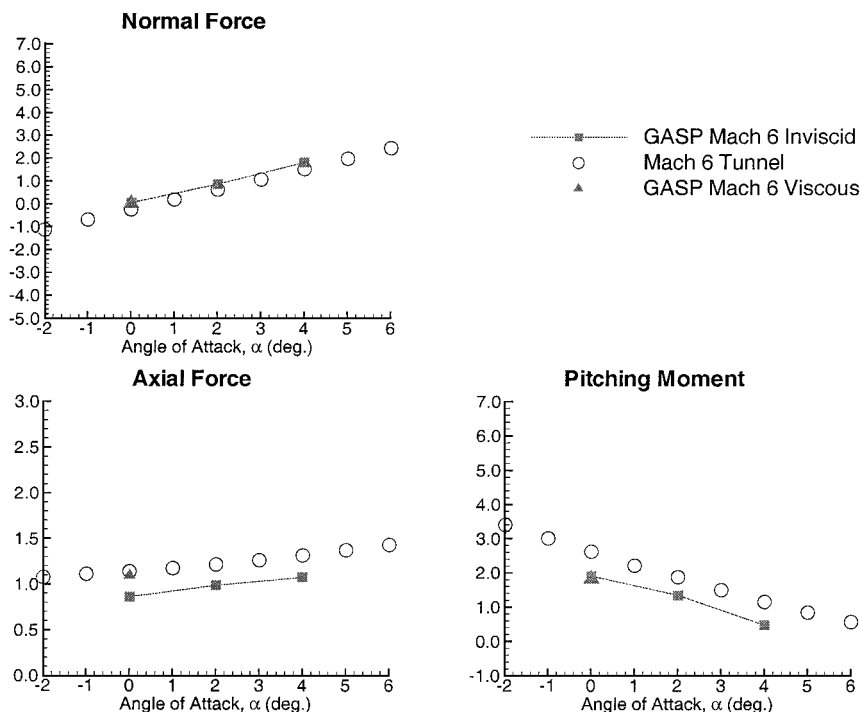 Normal Force
7.0
6.0
5.0
4.0
3.0
2.0
1.0
0.0
-1.0
-2.0
-3.0
-4.0
-5.0
-2 -1 0 1 2 3 4 5 6
Angle of Attack, α (deg.)
GASP Mach 6 Inviscid
Mach 6 Tunnel
GASP Mach 6 Viscous
Axial Force
3.0
2.5
2.0
1.5
1.0
0.5
0.0
-2 -1 0 1 2 3 4 5 6
Angle of Attack, α (deg.)
Pitching Moment
7.0
6.0
5.0
4.0
3.0
2.0
1.0
0.0
-1.0
-2 -1 0 1 2 3 4 5 6
Angle of Attack, α (deg.)